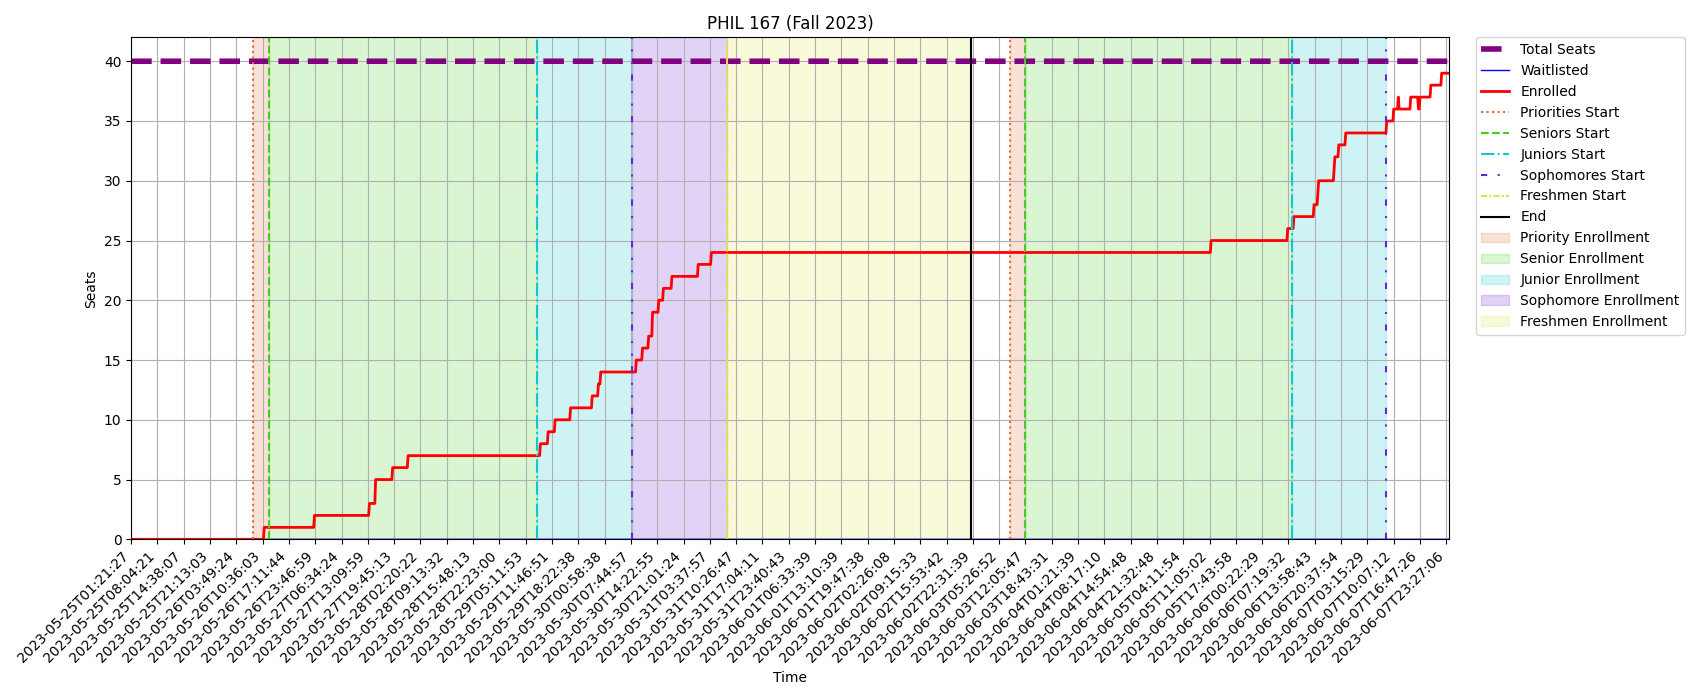 PHIL 167 (Fall 2023)
Seats
40
35
30
25
20
15
10
5
0
2023-05-25T01:21:27
2023-05-25T08:04:21
2023-05-25T14:38:07
2023-05-25T21:13:03
2023-05-26T03:49:24
2023-05-26T10:36:03
2023-05-26T17:11:44
2023-05-26T23:46:59
2023-05-27T06:34:24
2023-05-27T13:09:59
2023-05-27T19:45:13
2023-05-28T02:20:22
2023-05-28T09:13:32
2023-05-28T15:48:13
2023-05-28T22:23:00
2023-05-29T05:11:53
2023-05-29T11:46:51
2023-05-29T18:22:38
2023-05-30T00:58:38
2023-05-30T07:44:57
2023-05-30T14:22:55
2023-05-30T21:01:24
2023-05-31T03:37:57
2023-05-31T10:26:47
2023-05-31T17:04:11
2023-05-31T23:40:43
2023-06-01T06:33:39
2023-06-01T13:10:39
2023-06-01T19:47:38
2023-06-02T02:26:08
2023-06-02T09:15:33
2023-06-02T15:53:42
2023-06-02T22:31:39
2023-06-03T05:26:52
2023-06-03T12:05:47
2023-06-03T18:43:31
2023-06-04T01:21:39
2023-06-04T08:17:10
2023-06-04T14:54:48
2023-06-04T21:32:48
2023-06-05T04:11:54
2023-06-05T11:05:02
2023-06-05T17:43:58
2023-06-06T00:22:29
2023-06-06T07:19:32
2023-06-06T13:58:43
2023-06-06T20:37:54
2023-06-07T03:15:29
2023-06-07T10:07:12
2023-06-07T16:47:26
2023-06-07T23:27:06
Time
Total Seats
Waitlisted
Enrolled
Priorities Start
Seniors Start
Juniors Start
Sophomores Start
Freshmen Start
End
Priority Enrollment
Senior Enrollment
Junior Enrollment
Sophomore Enrollment
Freshmen Enrollment